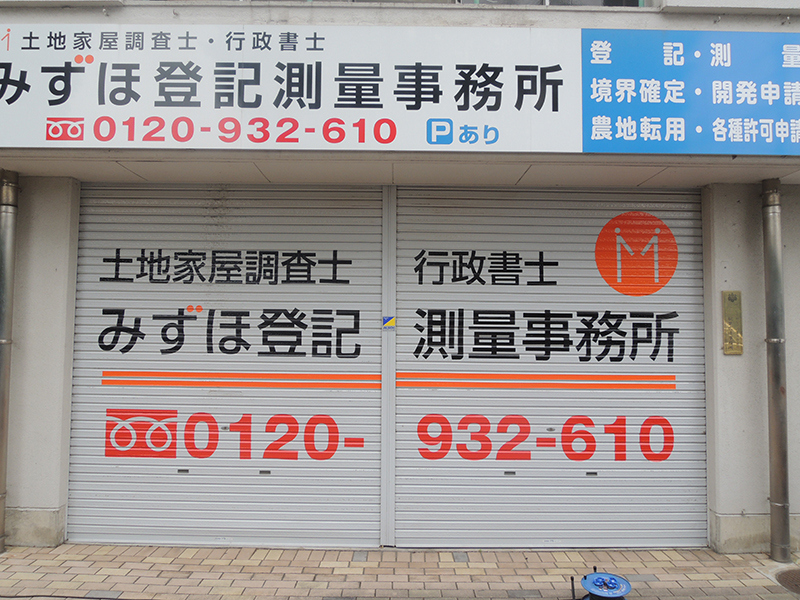 土地家屋調査士・行政書士
みずほ登記測量事務所
0120-932-610 Pあり
登記・測量
境界確定・開発申請
農地転用・各種許可申請
土地家屋調査士 行政書士
みずほ登記 測量事務所
0120-932-610